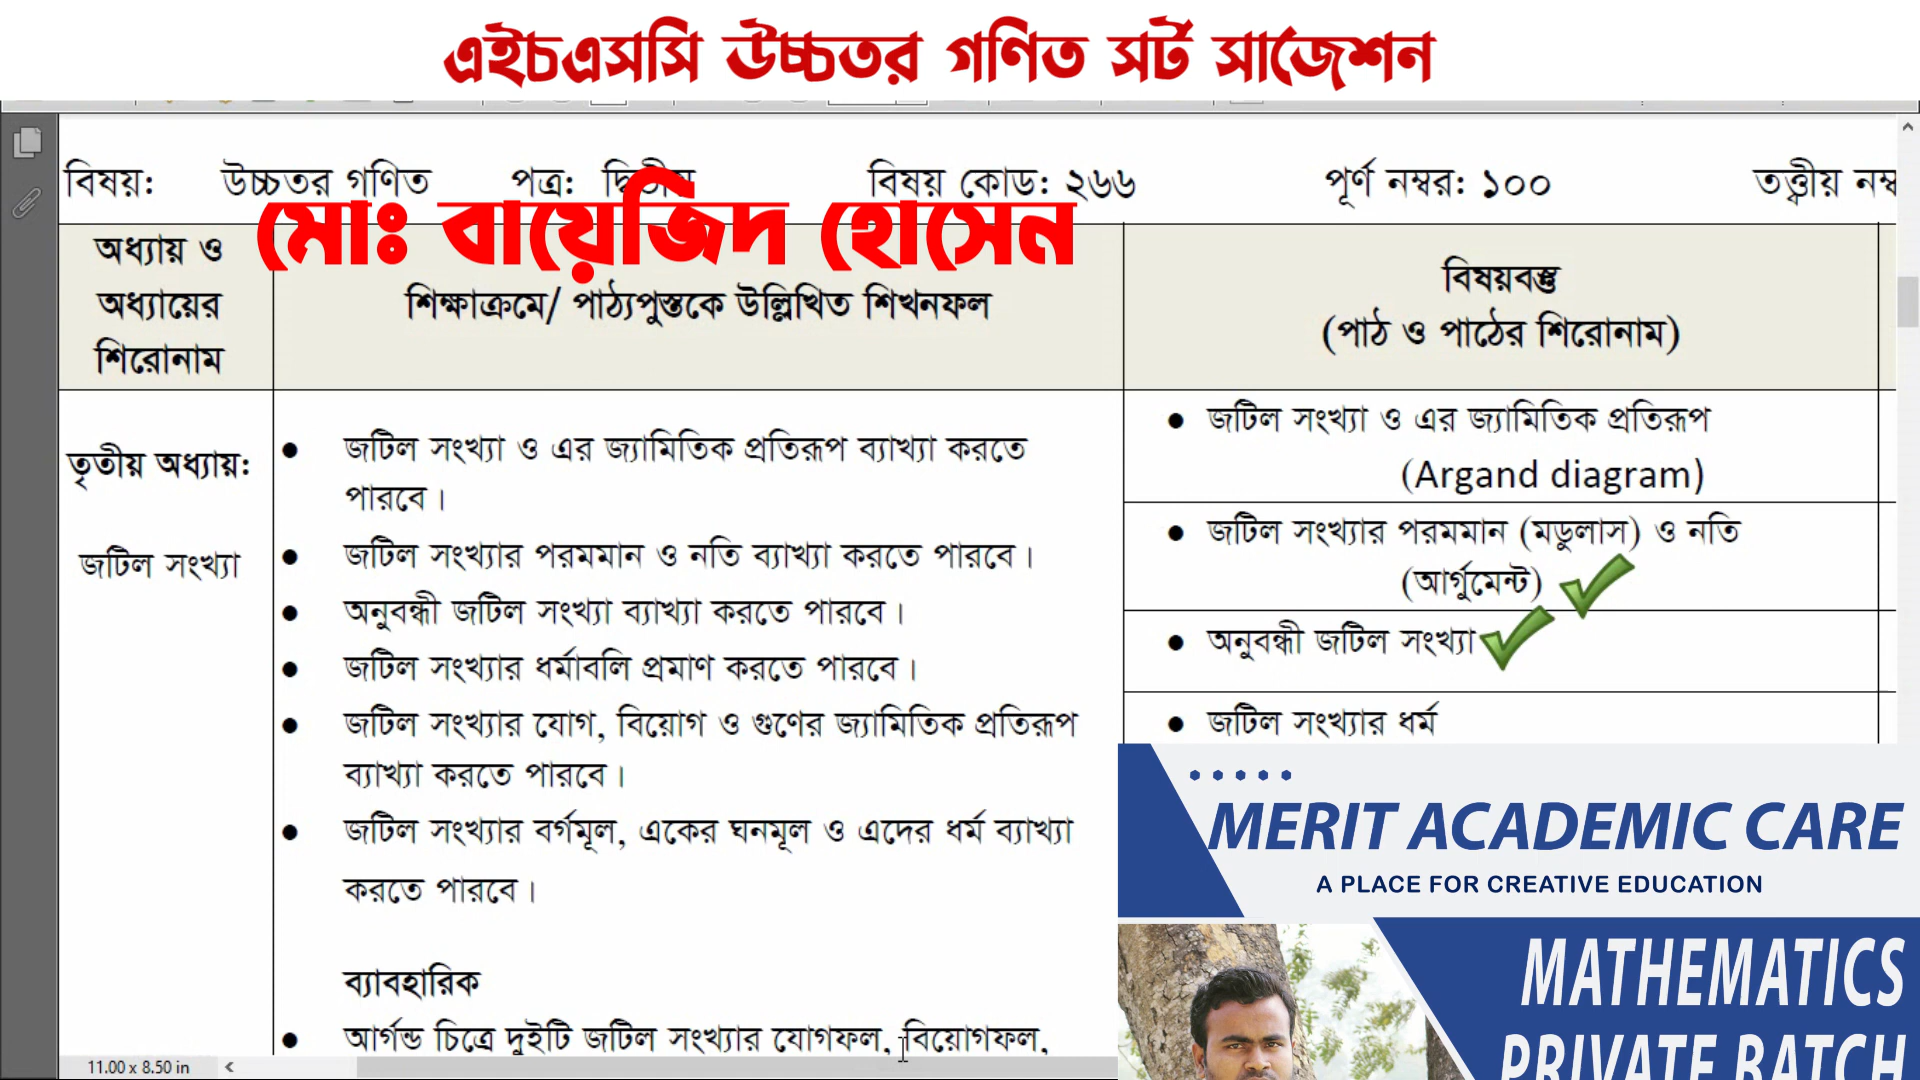 এইচএসসি উচ্চতর গণিত সর্ট সাজেশন
বিষয়: উচ্চতর গণিত পত্র: দ্বিতীয় বিষয় কোড: ২৬৬ পূর্ণ নম্বর: ১০০ তত্ত্বীয়
মোঃ বায়েজিদ হোসেন
অধ্যায় ও
অধ্যায়ের
শিরোনাম
শিক্ষাক্রমে/ পাঠ্যপুস্তকে উল্লিখিত শিখনফল
বিষয়বস্তু
(পাঠ ও পাঠের শিরোনাম)
তৃতীয় অধ্যায়:
জটিল সংখ্যা
● জটিল সংখ্যা ও এর জ্যামিতিক প্রতিরূপ ব্যাখ্যা করতে
পারবে।
● জটিল সংখ্যার পরমমান ও নতি ব্যাখ্যা করতে পারবে।
● অনুবন্ধী জটিল সংখ্যা ব্যাখ্যা করতে পারবে।
● জটিল সংখ্যার ধর্মাবলি প্রমাণ করতে পারবে।
● জটিল সংখ্যার যোগ, বিয়োগ ও গুণের জ্যামিতিক প্রতিরূপ
ব্যাখ্যা করতে পারবে।
● জটিল সংখ্যার বর্গমূল, একের ঘনমূল ও এদের ধর্ম ব্যাখ্যা
করতে পারবে।
ব্যাবহারিক
● আর্গন্ড চিত্রে দুইটি জটিল সংখ্যার যোগফল, বিয়োগফল,
● জটিল সংখ্যা ও এর জ্যামিতিক প্রতিরূপ
(Argand diagram)
● জটিল সংখ্যার পরমমান (মডুলাস) ও নতি
(আর্গুমেন্ট)
● অনুবন্ধী জটিল সংখ্যা
● জটিল সংখ্যার ধর্ম
MERIT ACADEMIC CARE
A PLACE FOR CREATIVE EDUCATION
MATHEMATICS
PRIVATE BATCH
11.00 x 8.50 in